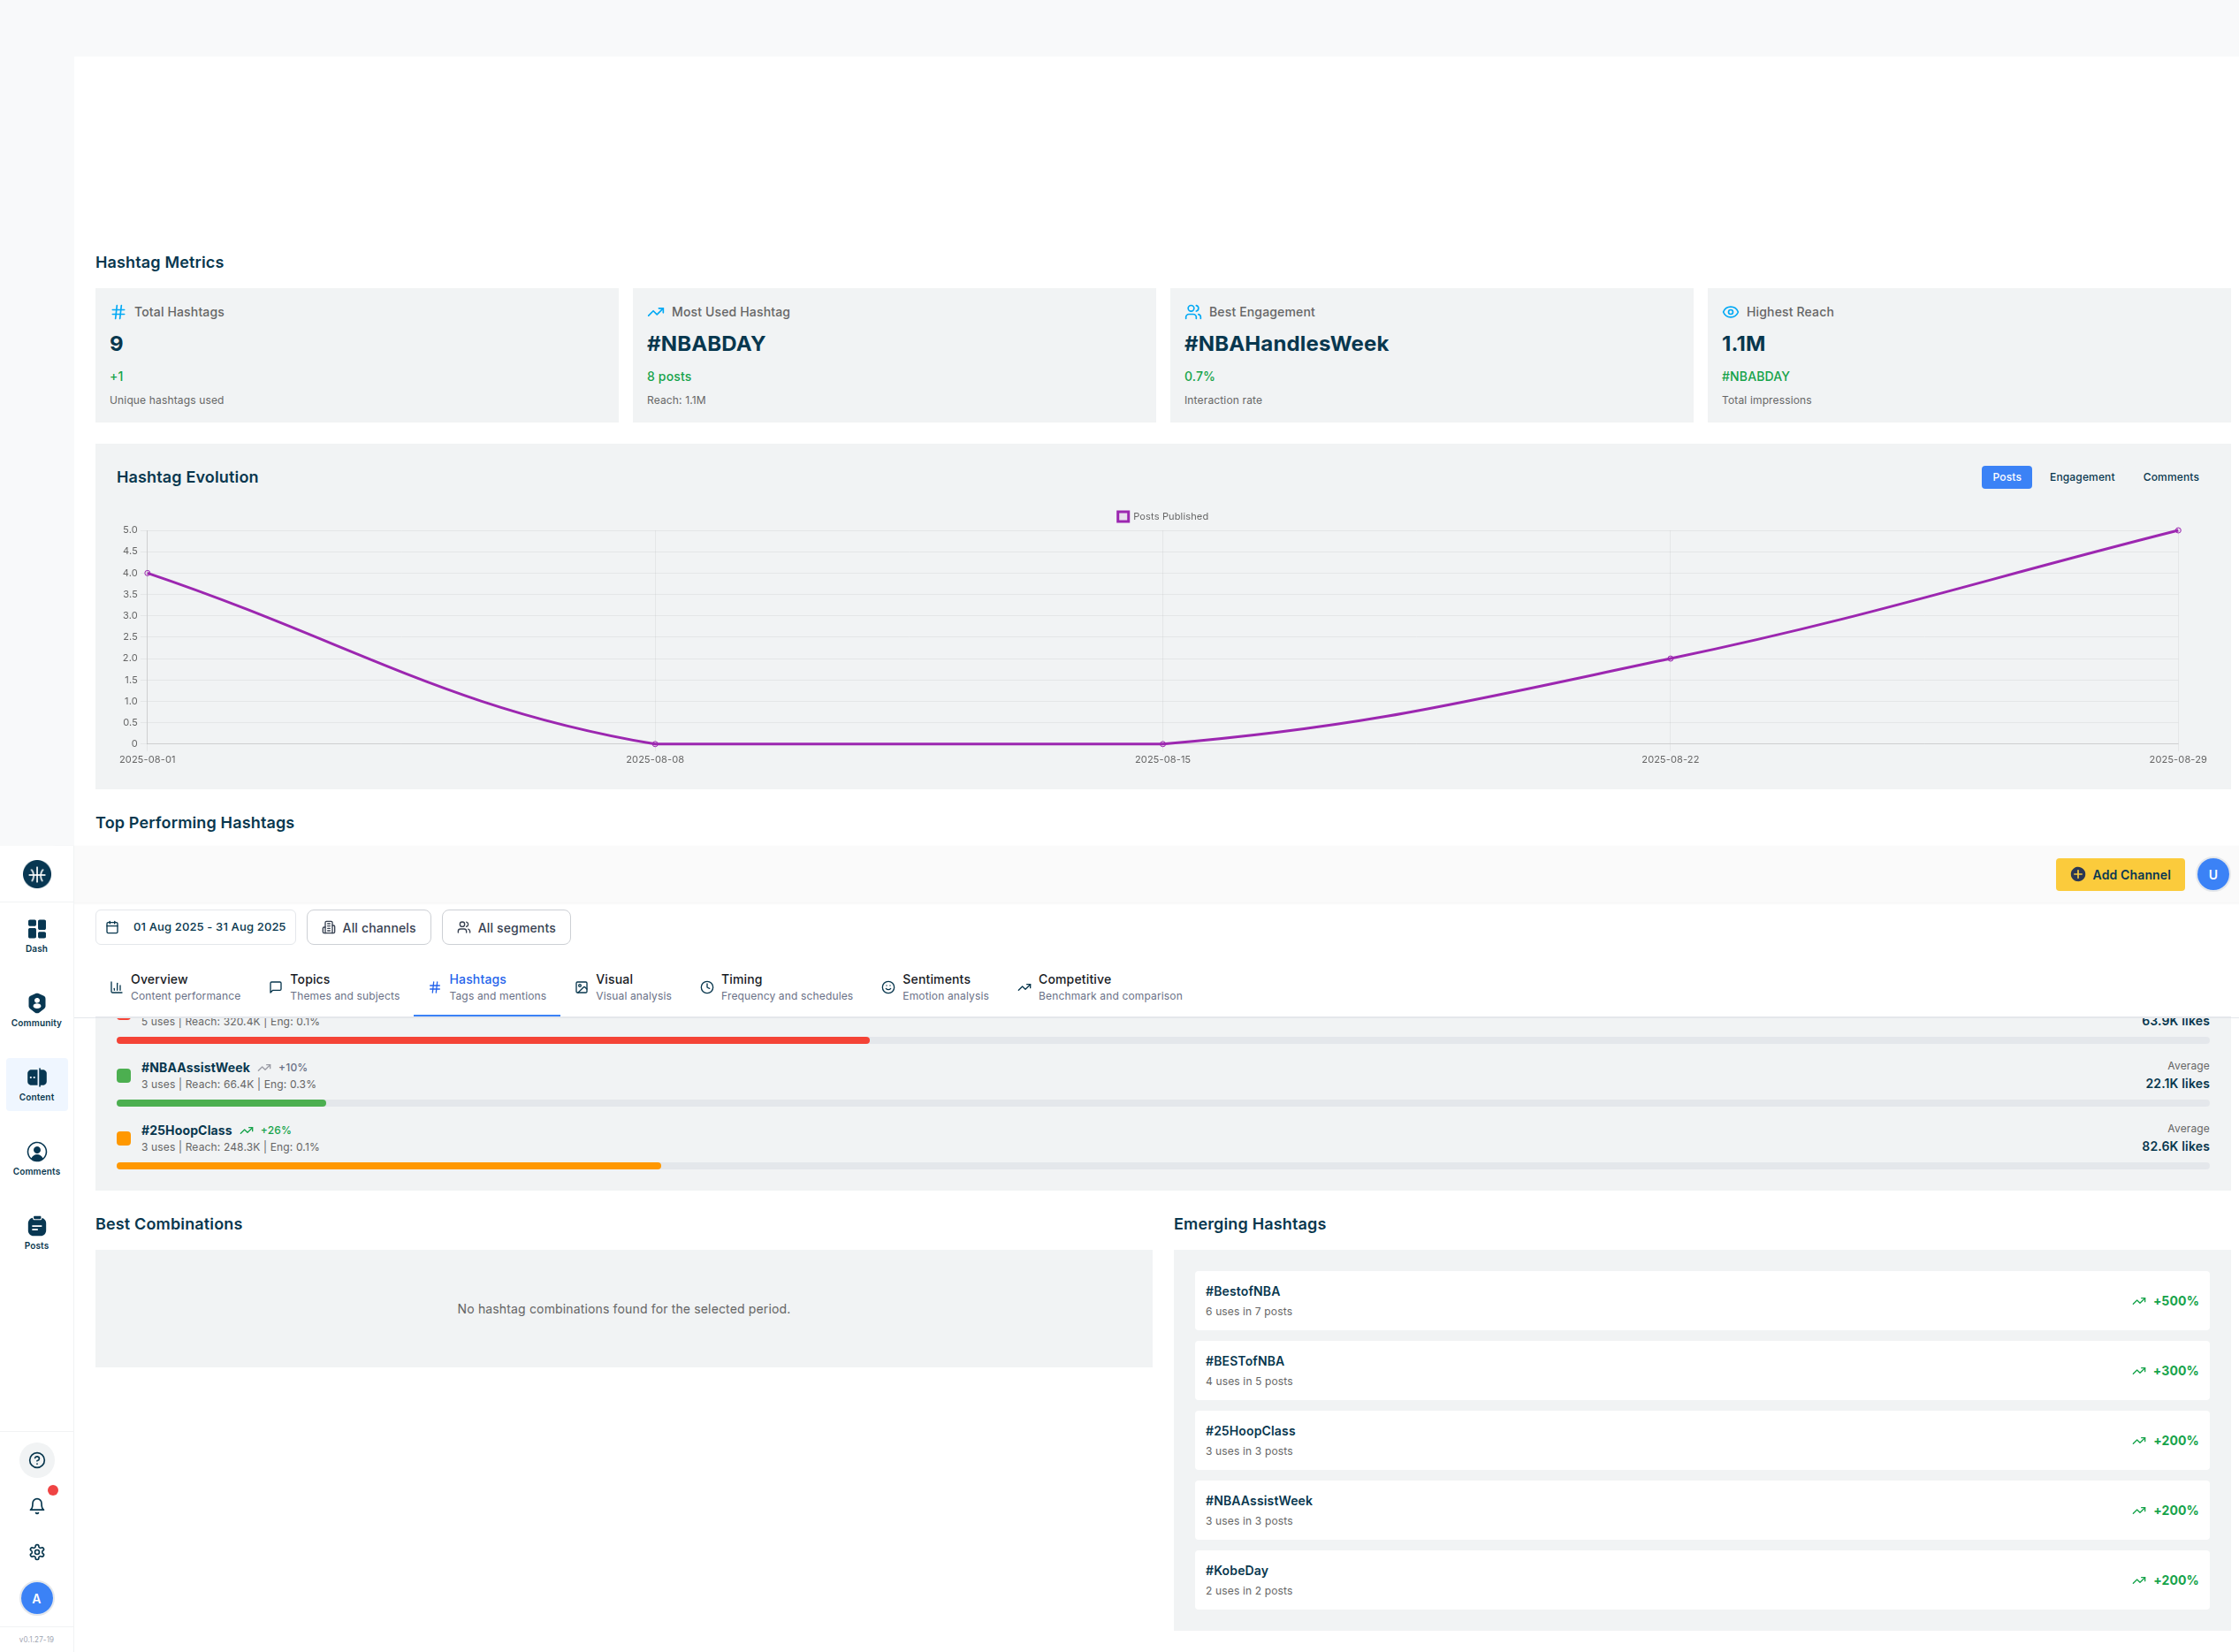 Hashtag Metrics
Total Hashtags
9
+1
Unique hashtags used
Most Used Hashtag
#NBABDAY
8 posts
Reach: 1.1M
Best Engagement
#NBAHandlesWeek
0.7%
Interaction rate
Highest Reach
1.1M
#NBABDAY
Total impressions
Hashtag Evolution
Posts
Engagement
Comments
Posts Published
5.0
4.5
4.0
3.5
3.0
2.5
2.0
1.5
1.0
0.5
0
2025-08-01
2025-08-08
2025-08-15
2025-08-22
2025-08-29
Top Performing Hashtags
Add Channel
U
Dash
Community
Content
Comments
Posts
A
v0.1.27-19
01 Aug 2025 - 31 Aug 2025
All channels
All segments
Overview
Content performance
Topics
Themes and subjects
Hashtags
Tags and mentions
Visual
Visual analysis
Timing
Frequency and schedules
Sentiments
Emotion analysis
Competitive
Benchmark and comparison
5 uses | Reach: 320.4K | Eng: 0.1%
63.9K likes
#NBAAssistWeek +10%
3 uses | Reach: 66.4K | Eng: 0.3%
Average
22.1K likes
#25HoopClass +26%
3 uses | Reach: 248.3K | Eng: 0.1%
Average
82.6K likes
Best Combinations
No hashtag combinations found for the selected period.
Emerging Hashtags
#BestofNBA
6 uses in 7 posts
+500%
#BESTofNBA
4 uses in 5 posts
+300%
#25HoopClass
3 uses in 3 posts
+200%
#NBAAssistWeek
3 uses in 3 posts
+200%
#KobeDay
2 uses in 2 posts
+200%